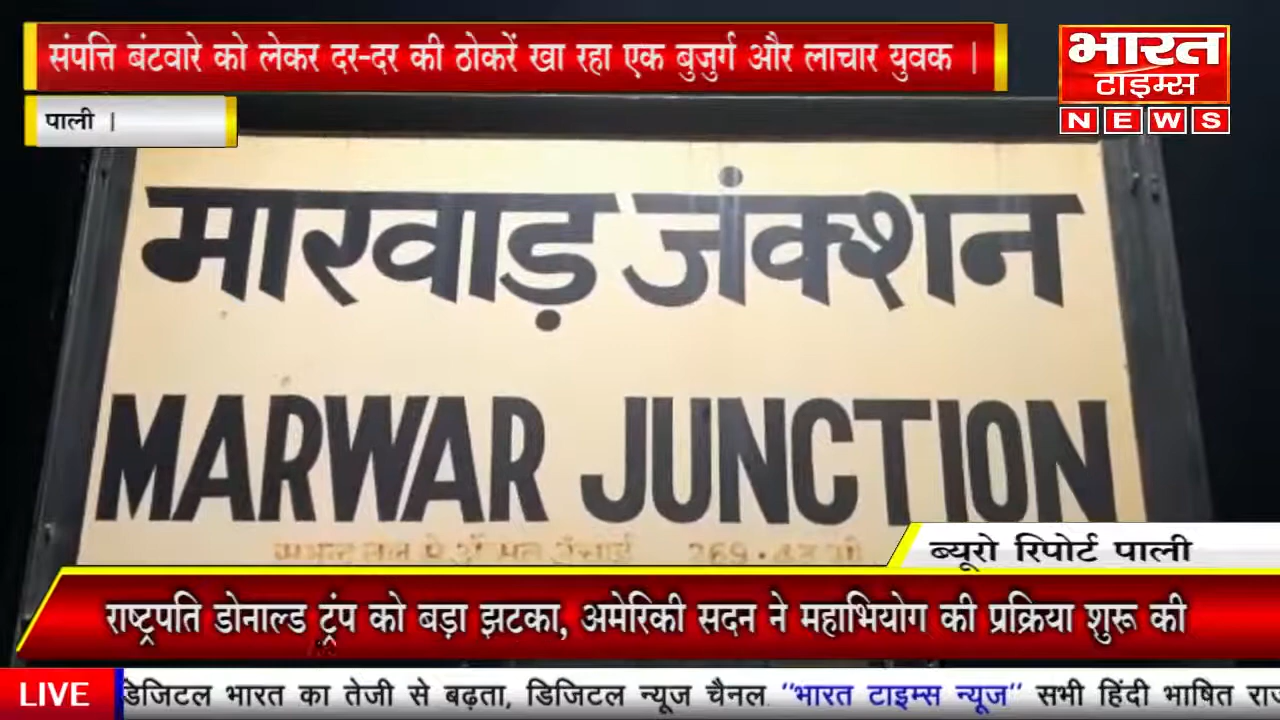 संपत्ति बंटवारे को लेकर दर-दर की ठोकरें खा रहा एक बुजुर्ग और लाचार युवक |
भारत
टाइम्स
NEWS
पाली |
मारवाड़ जंक्शन
MARWAR JUNCTION
ब्यूरो रिपोर्ट पाली
राष्ट्रपति डोनाल्ड ट्रंप को बड़ा झटका, अमेरिकी सदन ने महाभियोग की प्रक्रिया शुरू की
LIVE
डिजिटल भारत का तेजी से बढ़ता, डिजिटल न्यूज चैनल "भारत टाइम्स न्यूज" सभी हिंदी भाषित